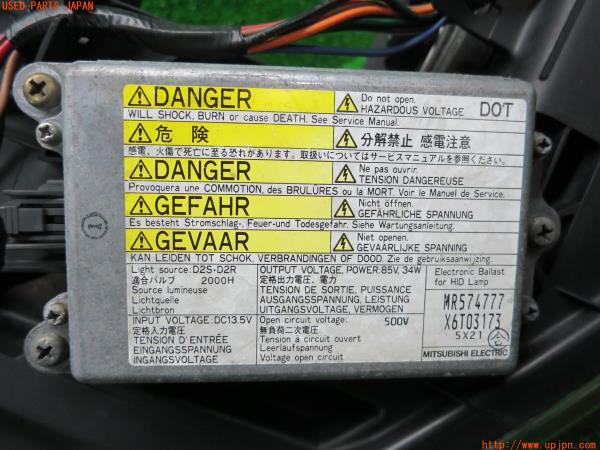 USED PARTS JAPAN
DANGER
Do not open.
HAZARDOUS VOLTAGE
DOT
WILL SHOCK, BURN or cause DEATH. See Service Manual.
危険
分解禁止 感電注意
感電、火傷で死亡に至る恐れがあります。取扱いについてはサービスマニュアルを参照ください。
DANGER
Ne pas ouvrir.
TENSION DANGEREUSE
Provoquera une COMMOTION, des BRULÛRES ou la MORT. Voir le Manuel de Service.
GEFAHR
Nicht öffnen.
GEFÄHRLICHE SPANNUNG
Es besteht Stromschlag-, Feuer-und Todesgefahr. Siehe Wartungsanleitung.
GEVAAR
Niet openen.
GEVAARLIJKE SPANNING
KAN LEIDEN TOT SCHOK, VERBRANDINGEN OF DOOD. Zie de gebruiksaanwijzing.
Light source:D2S·D2R
適合バルブ 2000H
Source lumineuse
Lichtquelle
Lichtbron
OUTPUT VOLTAGE, POWER:85V, 34W
定格出力電圧、電力
TENSION DE SORTIE, PUISSANCE
AUSGANGSSPANNUNG, LEISTUNG
UITGANGSSPANNING, VERMOGEN
Electronic Ballast
for HID Lamp
MR574777
X6T03173
5X21
MITSUBISHI ELECTRIC
INPUT VOLTAGE:DC13.5V
定格入力電圧
TENSION D'ENTRÉE
EINGANGSSPANNUNG
INGANGSVOLTAGE
Open circuit voltage: 500V
無負荷二次電圧
Tension à circuit ouvert
Leerlaufspannung
Voltage open circuit
http://www.upjpn.com/